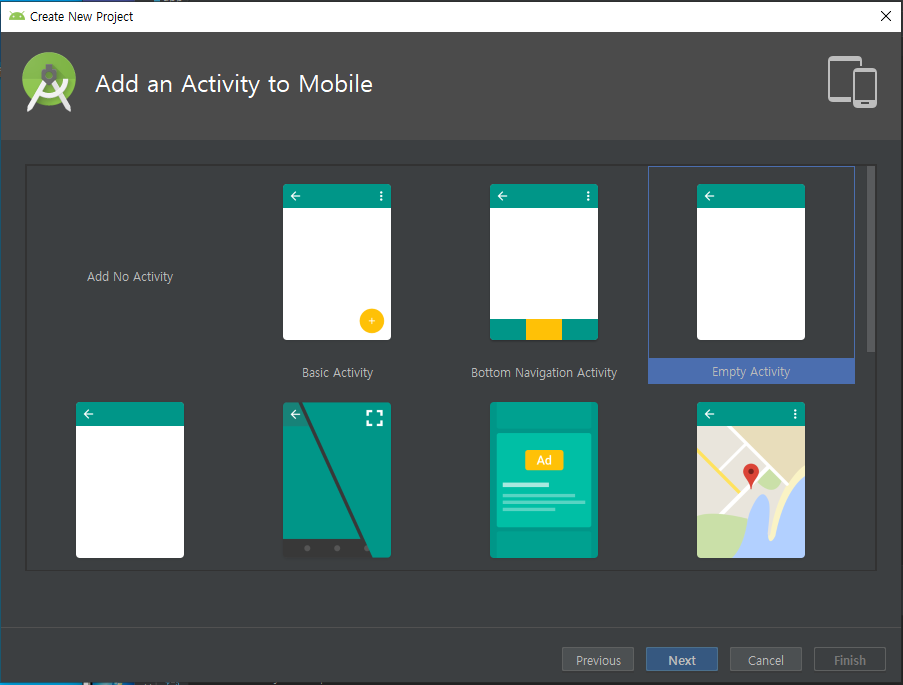 Create New Project
Add an Activity to Mobile
Add No Activity
Basic Activity
Bottom Navigation Activity
Empty Activity
Ad
Previous
Next
Cancel
Finish